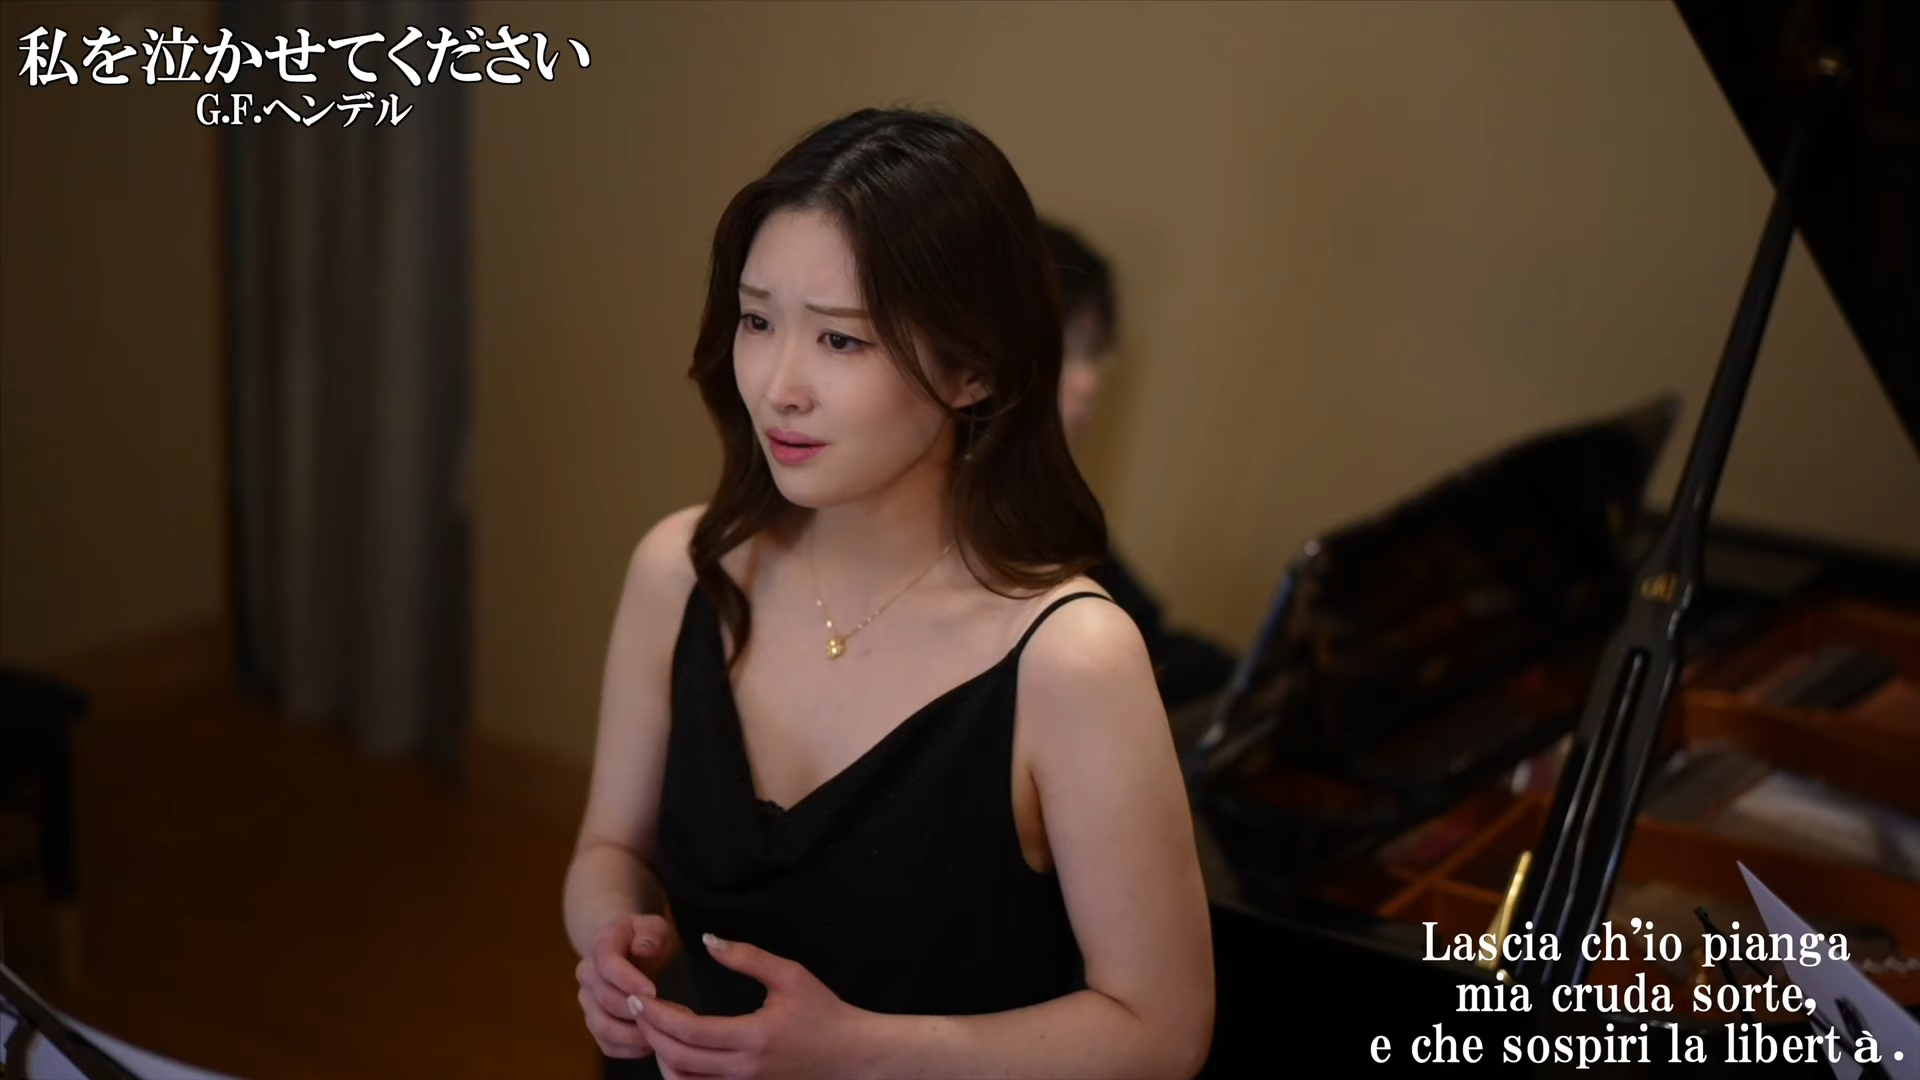 私を泣かせてください
G.F.ヘンデル
Lascia ch’io pianga
mia cruda sorte,
e che sospiri la libertà.